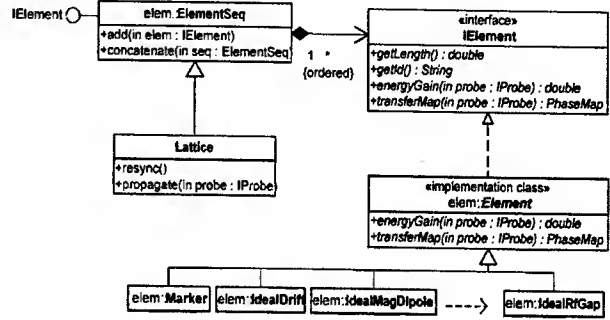 IElement
elem::ElementSeq
+add(in elem : IElement)
+concatenate(in seq : ElementSeq)
1 *
{ordered}
«interface»
IElement
+getLength() : double
+getId() : String
+energyGain(in probe : IProbe) : double
+transferMap(in probe : IProbe) : PhaseMap
Lattice
+resync()
+propagate(in probe : IProbe)
«implementation class»
elem::Element
+energyGain(in probe : IProbe) : double
+transferMap(in probe : IProbe) : PhaseMap
elem::Marker
elem::IdealDrift
elem::IdealMagDipole
elem::IdealRfGap